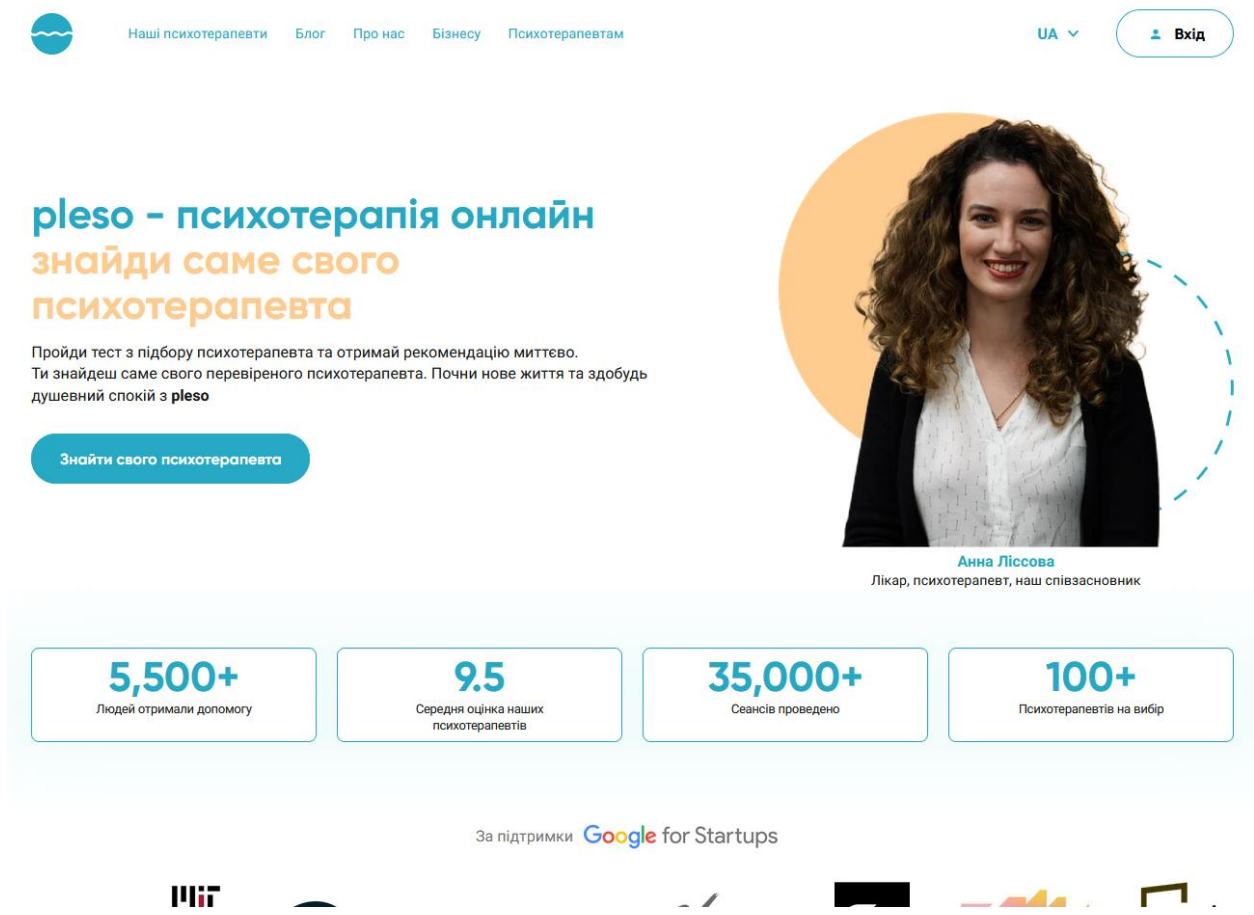 Наші психотерапевти Блог Про нас Бізнесу Психотерапевтам UA Вхід
pleso - психотерапія онлайн
знайди саме свого
психотерапевта
Пройди тест з підбору психотерапевта та отримай рекомендацію миттєво.
Ти знайдеш саме свого перевіреного психотерапевта. Почни нове життя та здобудь
душевний спокій з pleso
Знайти свого психотерапевта
Анна Ліссова
Лікар, психотерапевт, наш співзасновник
5,500+
Людей отримали допомогу
9.5
Середня оцінка наших
психотерапевтів
35,000+
Сеансів проведено
100+
Психотерапевтів на вибір
За підтримки Google for Startups